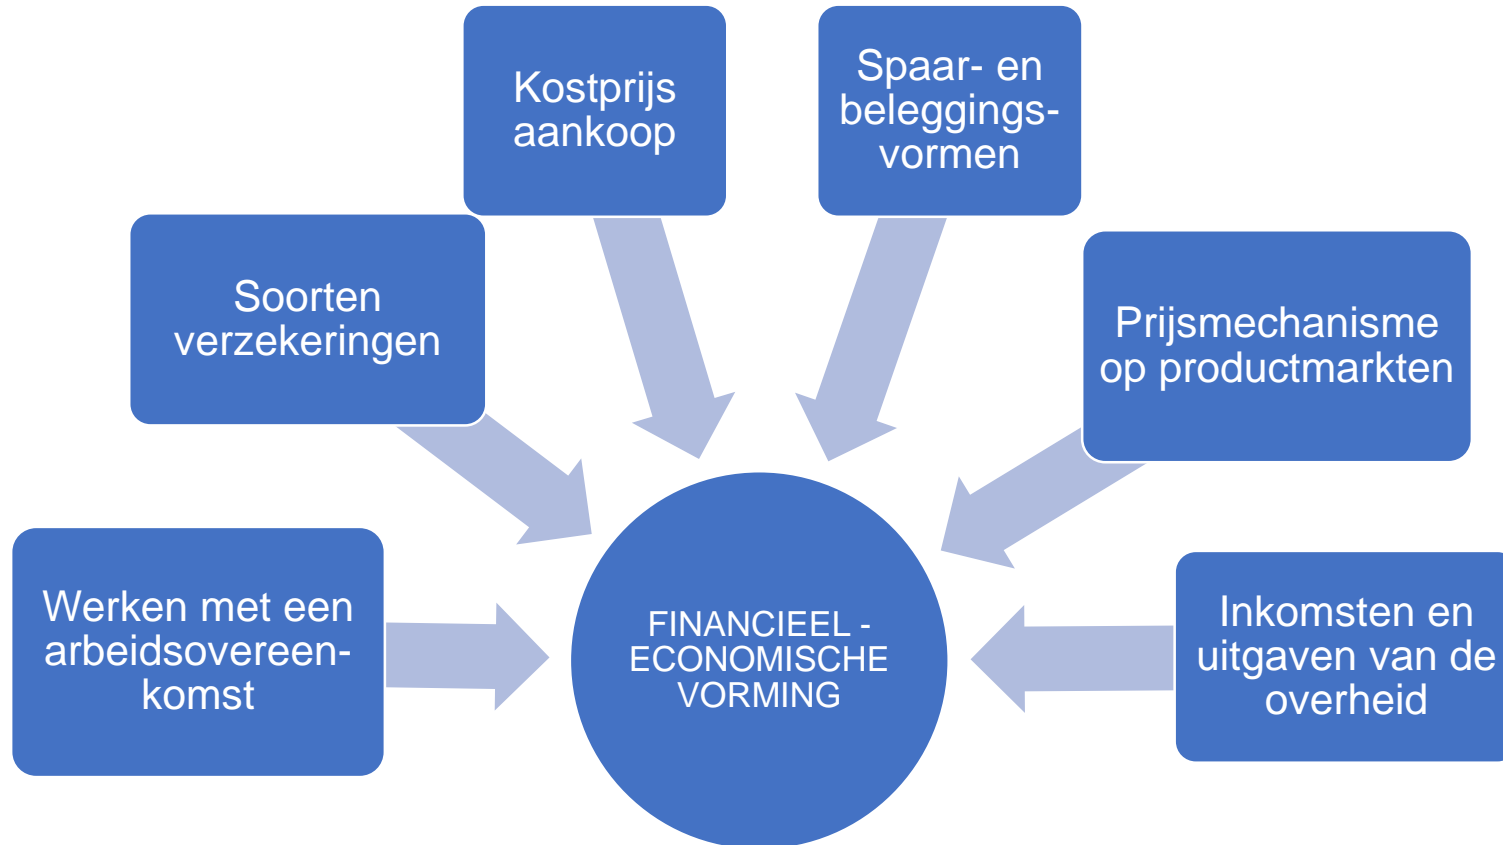 Kostprijs
aankoop
Spaar- en
beleggings-
vormen
Soorten
verzekeringen
Prijsmechanisme
op productmarkten
Werken met een
arbeidsovereen-
komst
FINANCIEEL -
ECONOMISCHE
VORMING
Inkomsten en
uitgaven van de
overheid